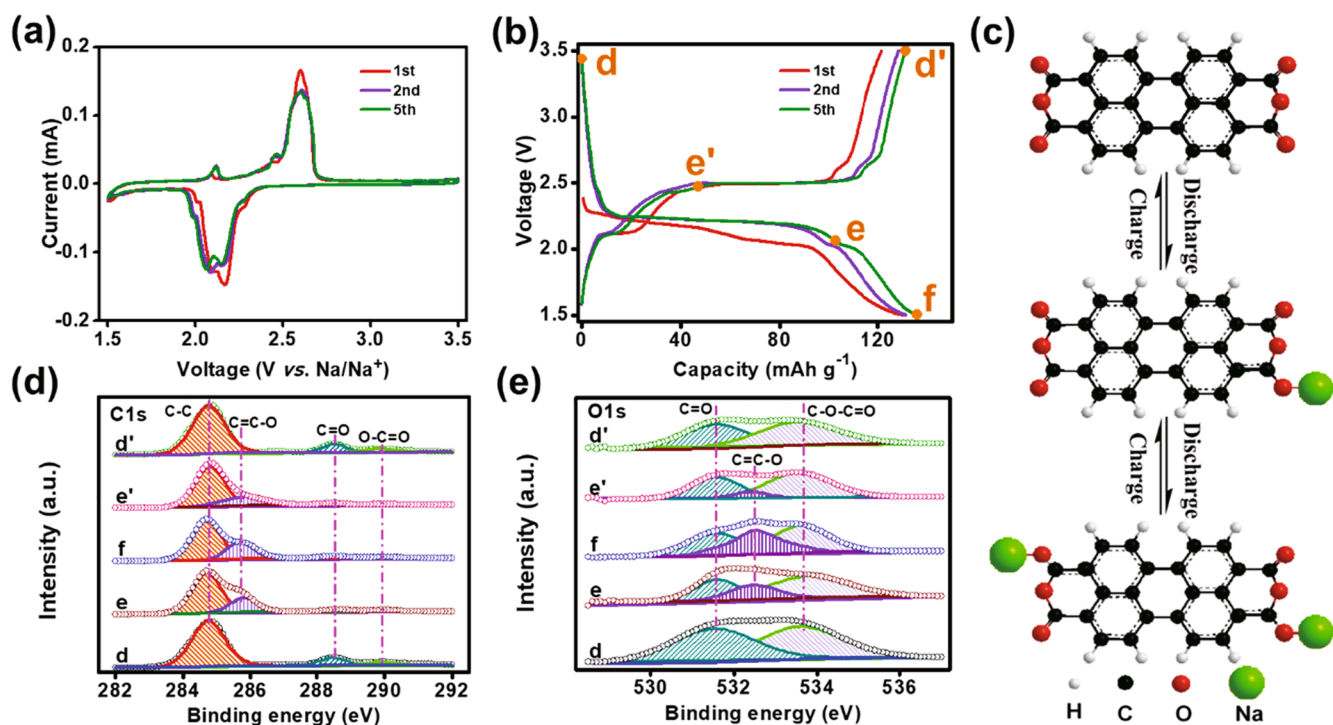 (a)
0.2
0.1
0.0
-0.1
-0.2
Current (mA)
1st
2nd
5th
1.5 2.0 2.5 3.0 3.5
Voltage (V vs. Na/Na⁺)
(b)
3.5
3.0
2.5
2.0
1.5
Voltage (V)
d
d'
e'
e
f
1st
2nd
5th
0 40 80 120
Capacity (mAh g⁻¹)
(c)
Charge
Discharge
Charge
Discharge
H C O Na
(d)
C1s
C-C
C=C-O
C=O
O-C=O
d'
e'
f
e
d
Intensity (a.u.)
282 284 286 288 290 292
Binding energy (eV)
(e)
O1s
C=O
C-O-C=O
C=C-O
d'
e'
f
e
d
Intensity (a.u.)
530 532 534 536
Binding energy (eV)